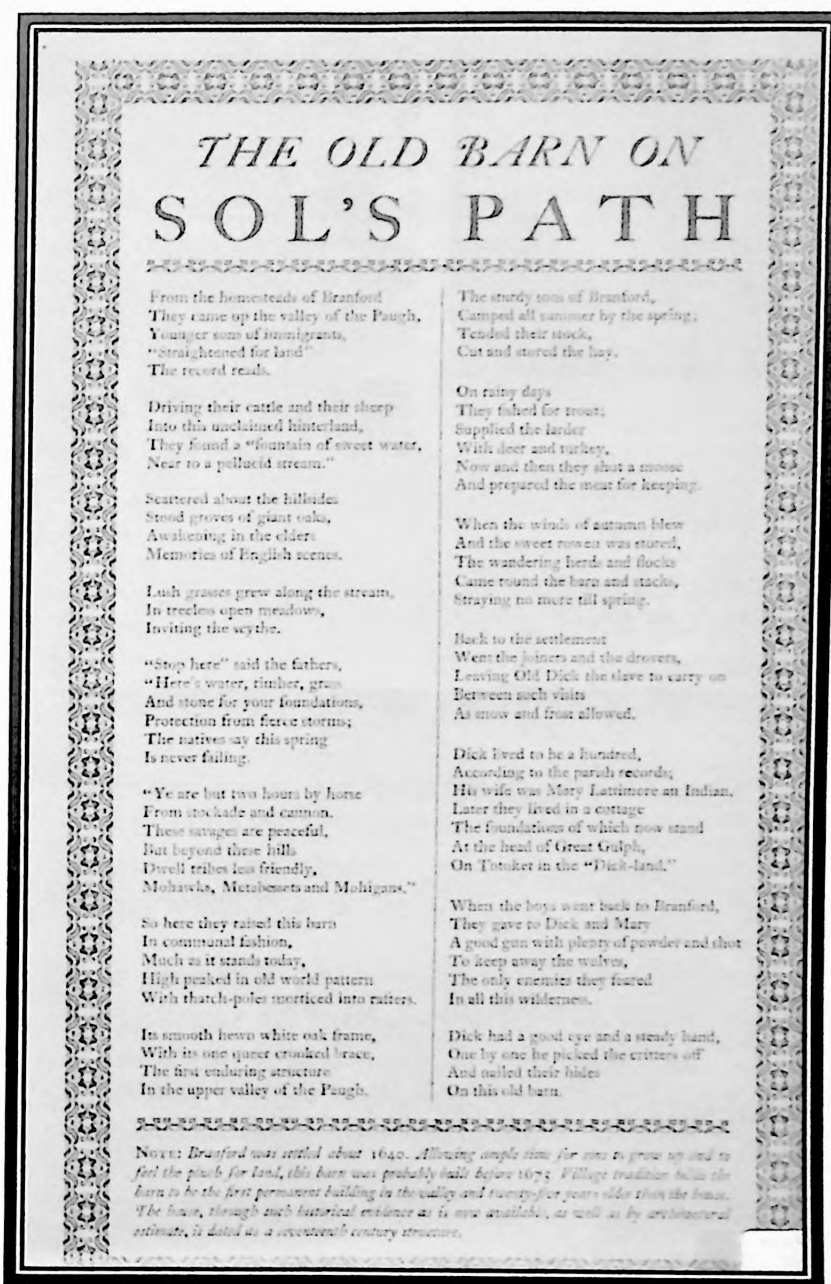 THE OLD BARN ON
SOL'S PATH
From the homesteads of Branford
They came up the valley of the Paugh,
Younger sons of immigrants,
"Straightened for land"
The record reads.
Driving their cattle and their sheep
Into this unclaimed hinterland,
They found a "fountain of sweet water,
Near to a pellucid stream."
Scattered about the hillsides
Stood groves of giant oaks,
Awakening in the elders
Memories of English scenes.
Lush grasses grew along the stream,
In treeless open meadows,
Inviting the scythe.
"Stop here" said the fathers,
"Here's water, timber, grass
And stone for your foundations,
Protection from fierce storms;
The natives say this spring
Is never failing.
"Ye are but two hours by horse
From stockade and cannon.
These savages are peaceful,
But beyond these hills
Dwell tribes less friendly,
Mohawks, Metabessets and Mohigans."
So here they raised this barn
In communal fashion,
Much as it stands today,
High peaked in old world pattern
With thatch-poles morticed into rafters.
Its smooth hewn white oak frame,
With its one queer crooked brace,
The first enduring structure
In the upper valley of the Paugh.
The sturdy sons of Branford,
Camped all summer by the spring,
Tended their stock,
Cut and stored the hay.
On rainy days
They fished for trout;
Supplied the larder
With deer and turkey,
Now and then they shot a moose
And prepared the meat for keeping.
When the winds of autumn blew
And the sweet rowen was stored,
The wandering herds and flocks
Came round the barn and stacks,
Straying no more till spring.
Back to the settlement
Went the joiners and the drovers,
Leaving Old Dick the slave to carry on
Between such visits
As snow and frost allowed.
Dick lived to be a hundred,
According to the parish records;
His wife was Mary Lattimore an Indian.
Later they lived in a cottage
The foundations of which now stand
At the head of Great Gulph,
On Totoket in the "Dick-land."
When the boys went back to Branford,
They gave to Dick and Mary
A good gun with plenty of powder and shot
To keep away the wolves,
The only enemies they feared
In all this wilderness.
Dick had a good eye and a steady hand,
One by one he picked the critters off
And nailed their hides
On this old barn.
NOTE: Branford was settled about 1640. Allowing ample time for sons to grow up and to
feel the pinch for land, this barn was probably built before 1675. Village tradition holds the
barn to be the first permanent building in the valley and twenty-five years older than the house.
The house, through such historical evidence as is now available, as well as by architectural
estimate, is dated as a seventeenth century structure.